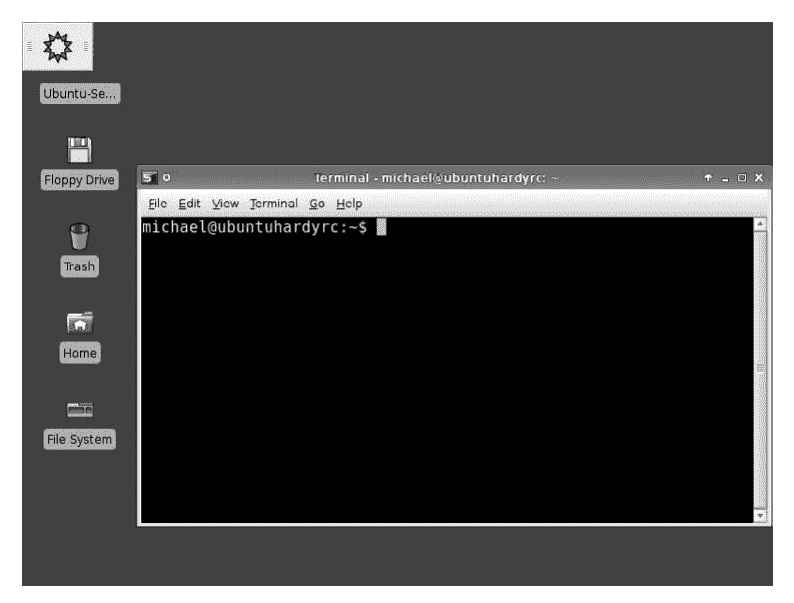 Ubuntu-Se...
Floppy Drive
Trash
Home
File System
Terminal - michael@ubuntuhardyrc: ~
File Edit View Terminal Go Help
michael@ubuntuhardyrc:~$